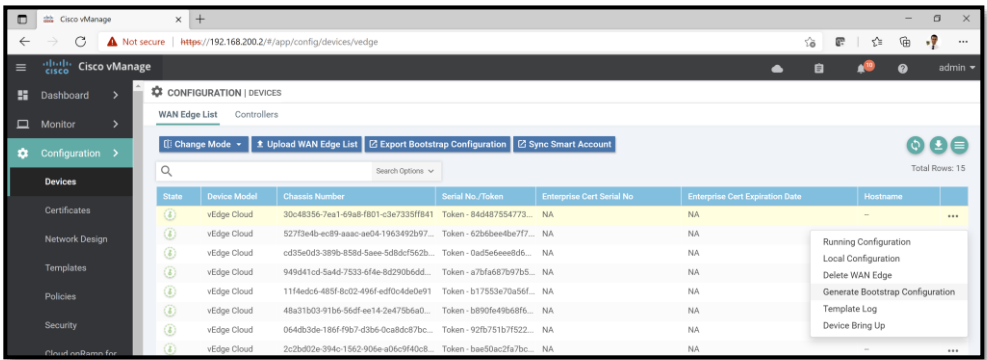 Cisco vManage
Not secure | https://192.168.200.2/#/app/config/devices/vedge
cisco Cisco vManage
admin
Dashboard
Monitor
Configuration
Devices
Certificates
Network Design
Templates
Policies
Security
Cloud onRamp for
CONFIGURATION | DEVICES
WAN Edge List Controllers
Change Mode Upload WAN Edge List Export Bootstrap Configuration Sync Smart Account
Search Options
Total Rows: 15
State Device Model Chassis Number Serial No./Token Enterprise Cert Serial No Enterprise Cert Expiration Date Hostname
vEdge Cloud 30c48356-7ea1-69a8-f801-c3e7335ff841 Token - 84d487554773... NA NA -- ...
vEdge Cloud 527f3e4b-ec89-aaac-ae04-1963492b97... Token - 62b6bee4be7f7... NA NA
vEdge Cloud cd35e0d3-389b-858d-5aee-5d8dcf562b... Token - 0ad5e6eee8d6... NA NA
vEdge Cloud 949d41cd-5a4d-7533-6f4e-8d290b6dd... Token - a7bfa687b97b5... NA NA
vEdge Cloud 11f4edc6-485f-8c02-496f-edf0c4de0e91 Token - b17553e70a56f... NA NA
vEdge Cloud 48a31b03-91b6-56df-ee14-2e475b6a0... Token - b890fe49b68f6... NA NA
vEdge Cloud 064db3de-186f-f9b7-d3b6-0ca8dc87bc... Token - 92fb751b7f522... NA NA
vEdge Cloud 2c2bd02e-394c-1562-906e-a06c9f40c8... Token - bae50ac2fa7bc... NA NA -- ...
Running Configuration
Local Configuration
Delete WAN Edge
Generate Bootstrap Configuration
Template Log
Device Bring Up